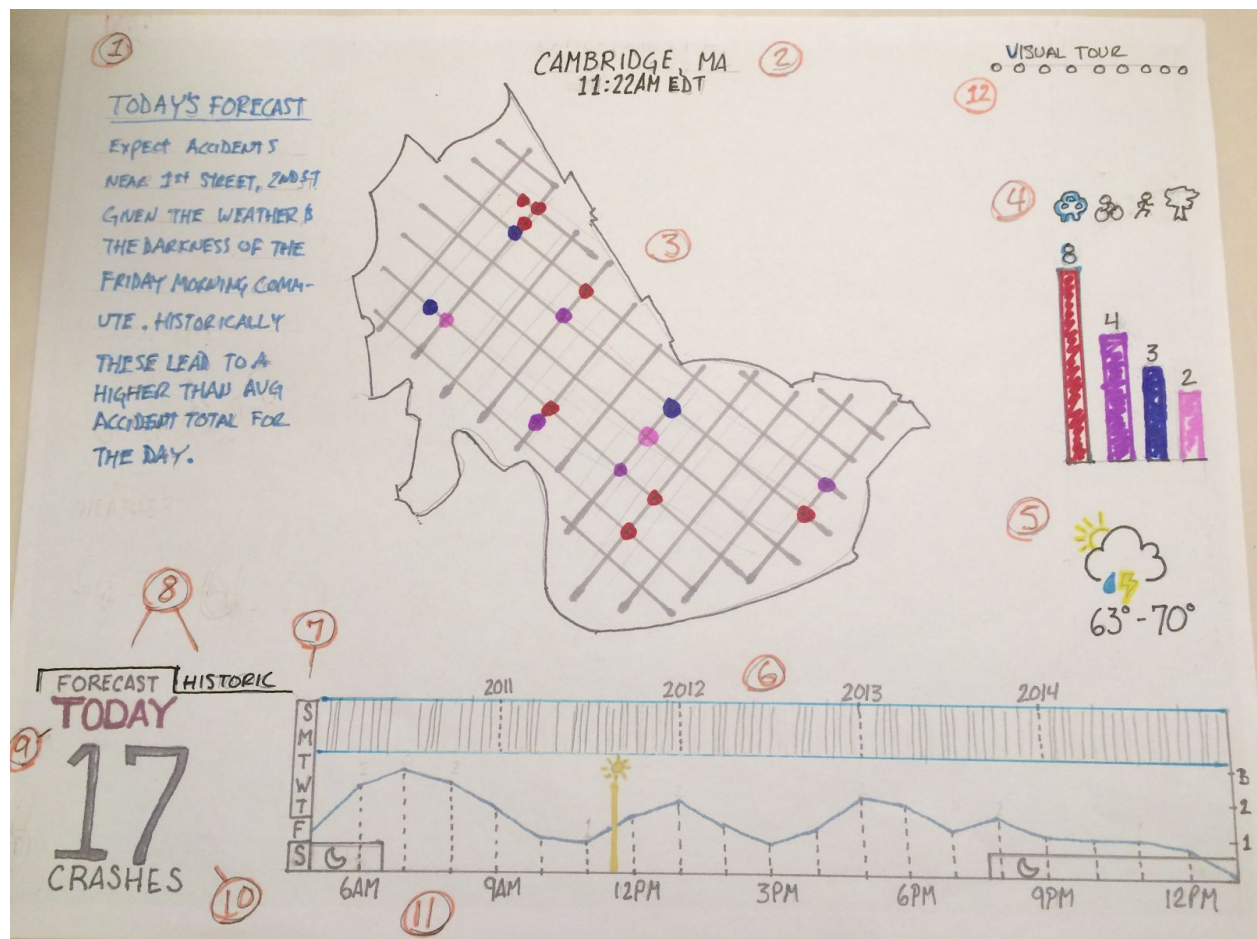 1
CAMBRIDGE, MA
11:22AM EDT
2
VISUAL TOUR
12
TODAY'S FORECAST
EXPECT ACCIDENTS
NEAR 1ST STREET, 2ND ST
GIVEN THE WEATHER &
THE DARKNESS OF THE
FRIDAY MORNING COMM-
UTE. HISTORICALLY
THESE LEAD TO A
HIGHER THAN AVG
ACCIDENT TOTAL FOR
THE DAY.
3
4
8
4
3
2
5
63°-70°
8
7
6
FORECAST HISTORIC
TODAY
9
17
CRASHES
10
2011 2012 2013 2014
S
M
T
W
T
F
S
3
2
1
6AM 9AM 12PM 3PM 6PM 9PM 12PM
11